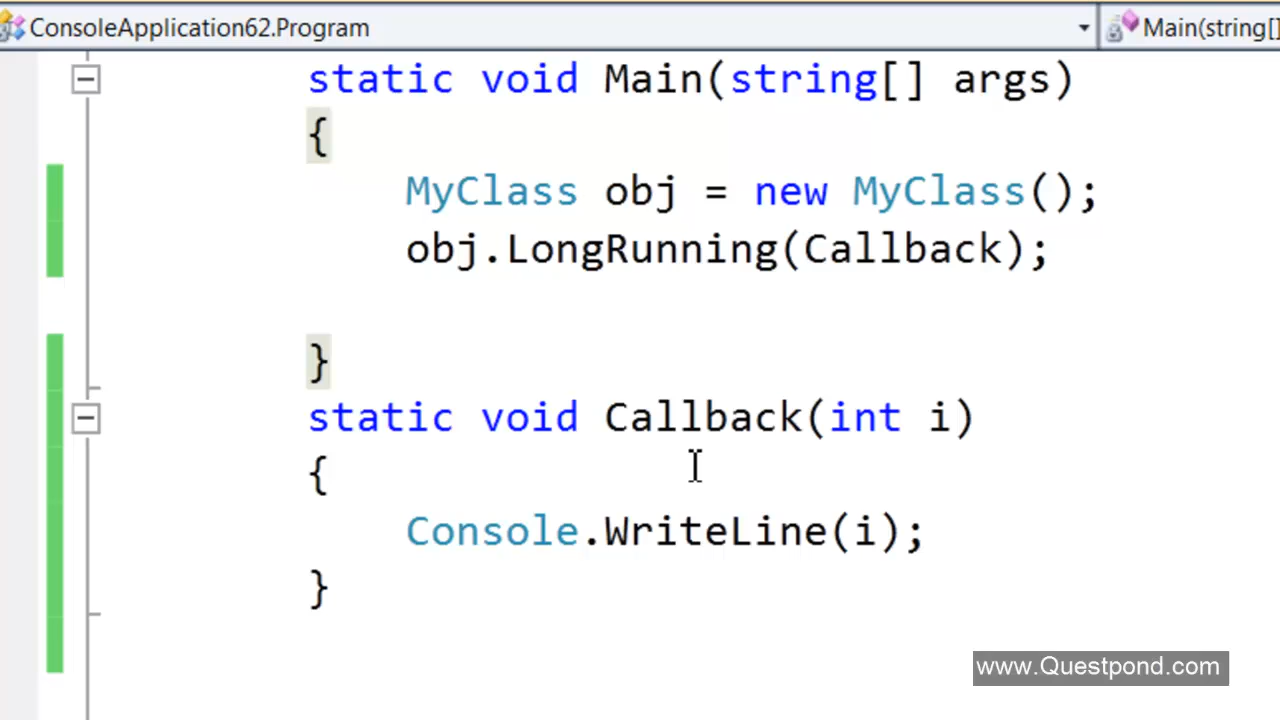 ConsoleApplication62.Program Main(string[]
static void Main(string[] args)
{
MyClass obj = new MyClass();
obj.LongRunning(Callback);
}
static void Callback(int i)
{
Console.WriteLine(i);
}
www.Questpond.com